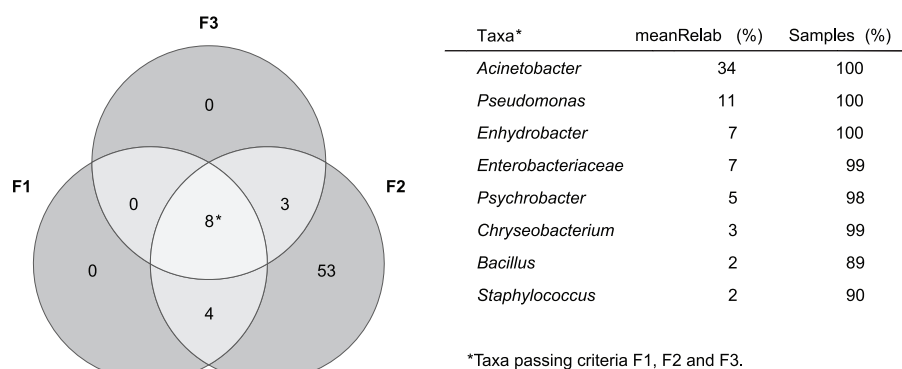 F3
0
F1
F2
0
8*
3
0
53
4
Taxa* meanRelab (%) Samples (%)
Acinetobacter 34 100
Pseudomonas 11 100
Enhydrobacter 7 100
Enterobacteriaceae 7 99
Psychrobacter 5 98
Chryseobacterium 3 99
Bacillus 2 89
Staphylococcus 2 90
*Taxa passing criteria F1, F2 and F3.